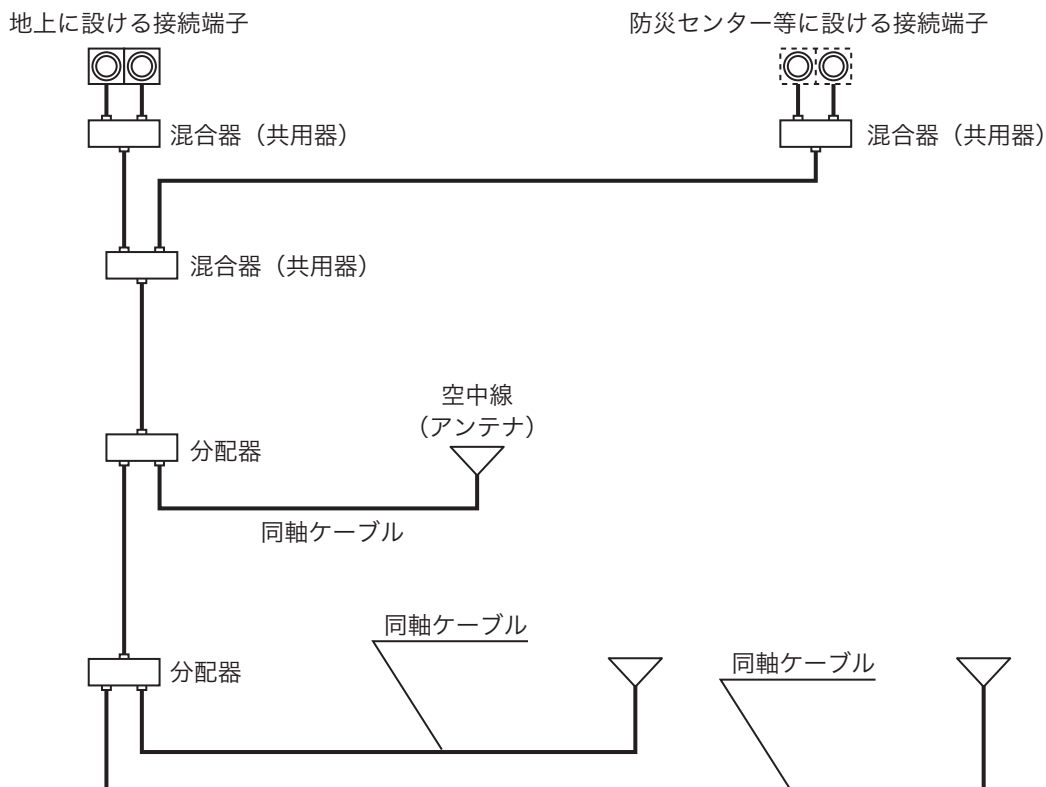 地上に設ける接続端子
防災センター等に設ける接続端子
混合器（共用器）
混合器（共用器）
混合器（共用器）
空中線
（アンテナ）
分配器
同軸ケーブル
同軸ケーブル
同軸ケーブル
分配器